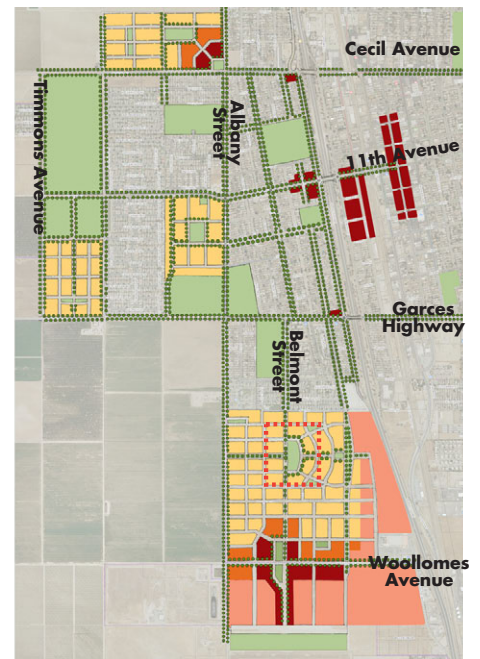 Cecil Avenue
Timmons Avenue
Albany
Street
11th Avenue
Garces
Highway
Belmont
Street
Woollomes
Avenue